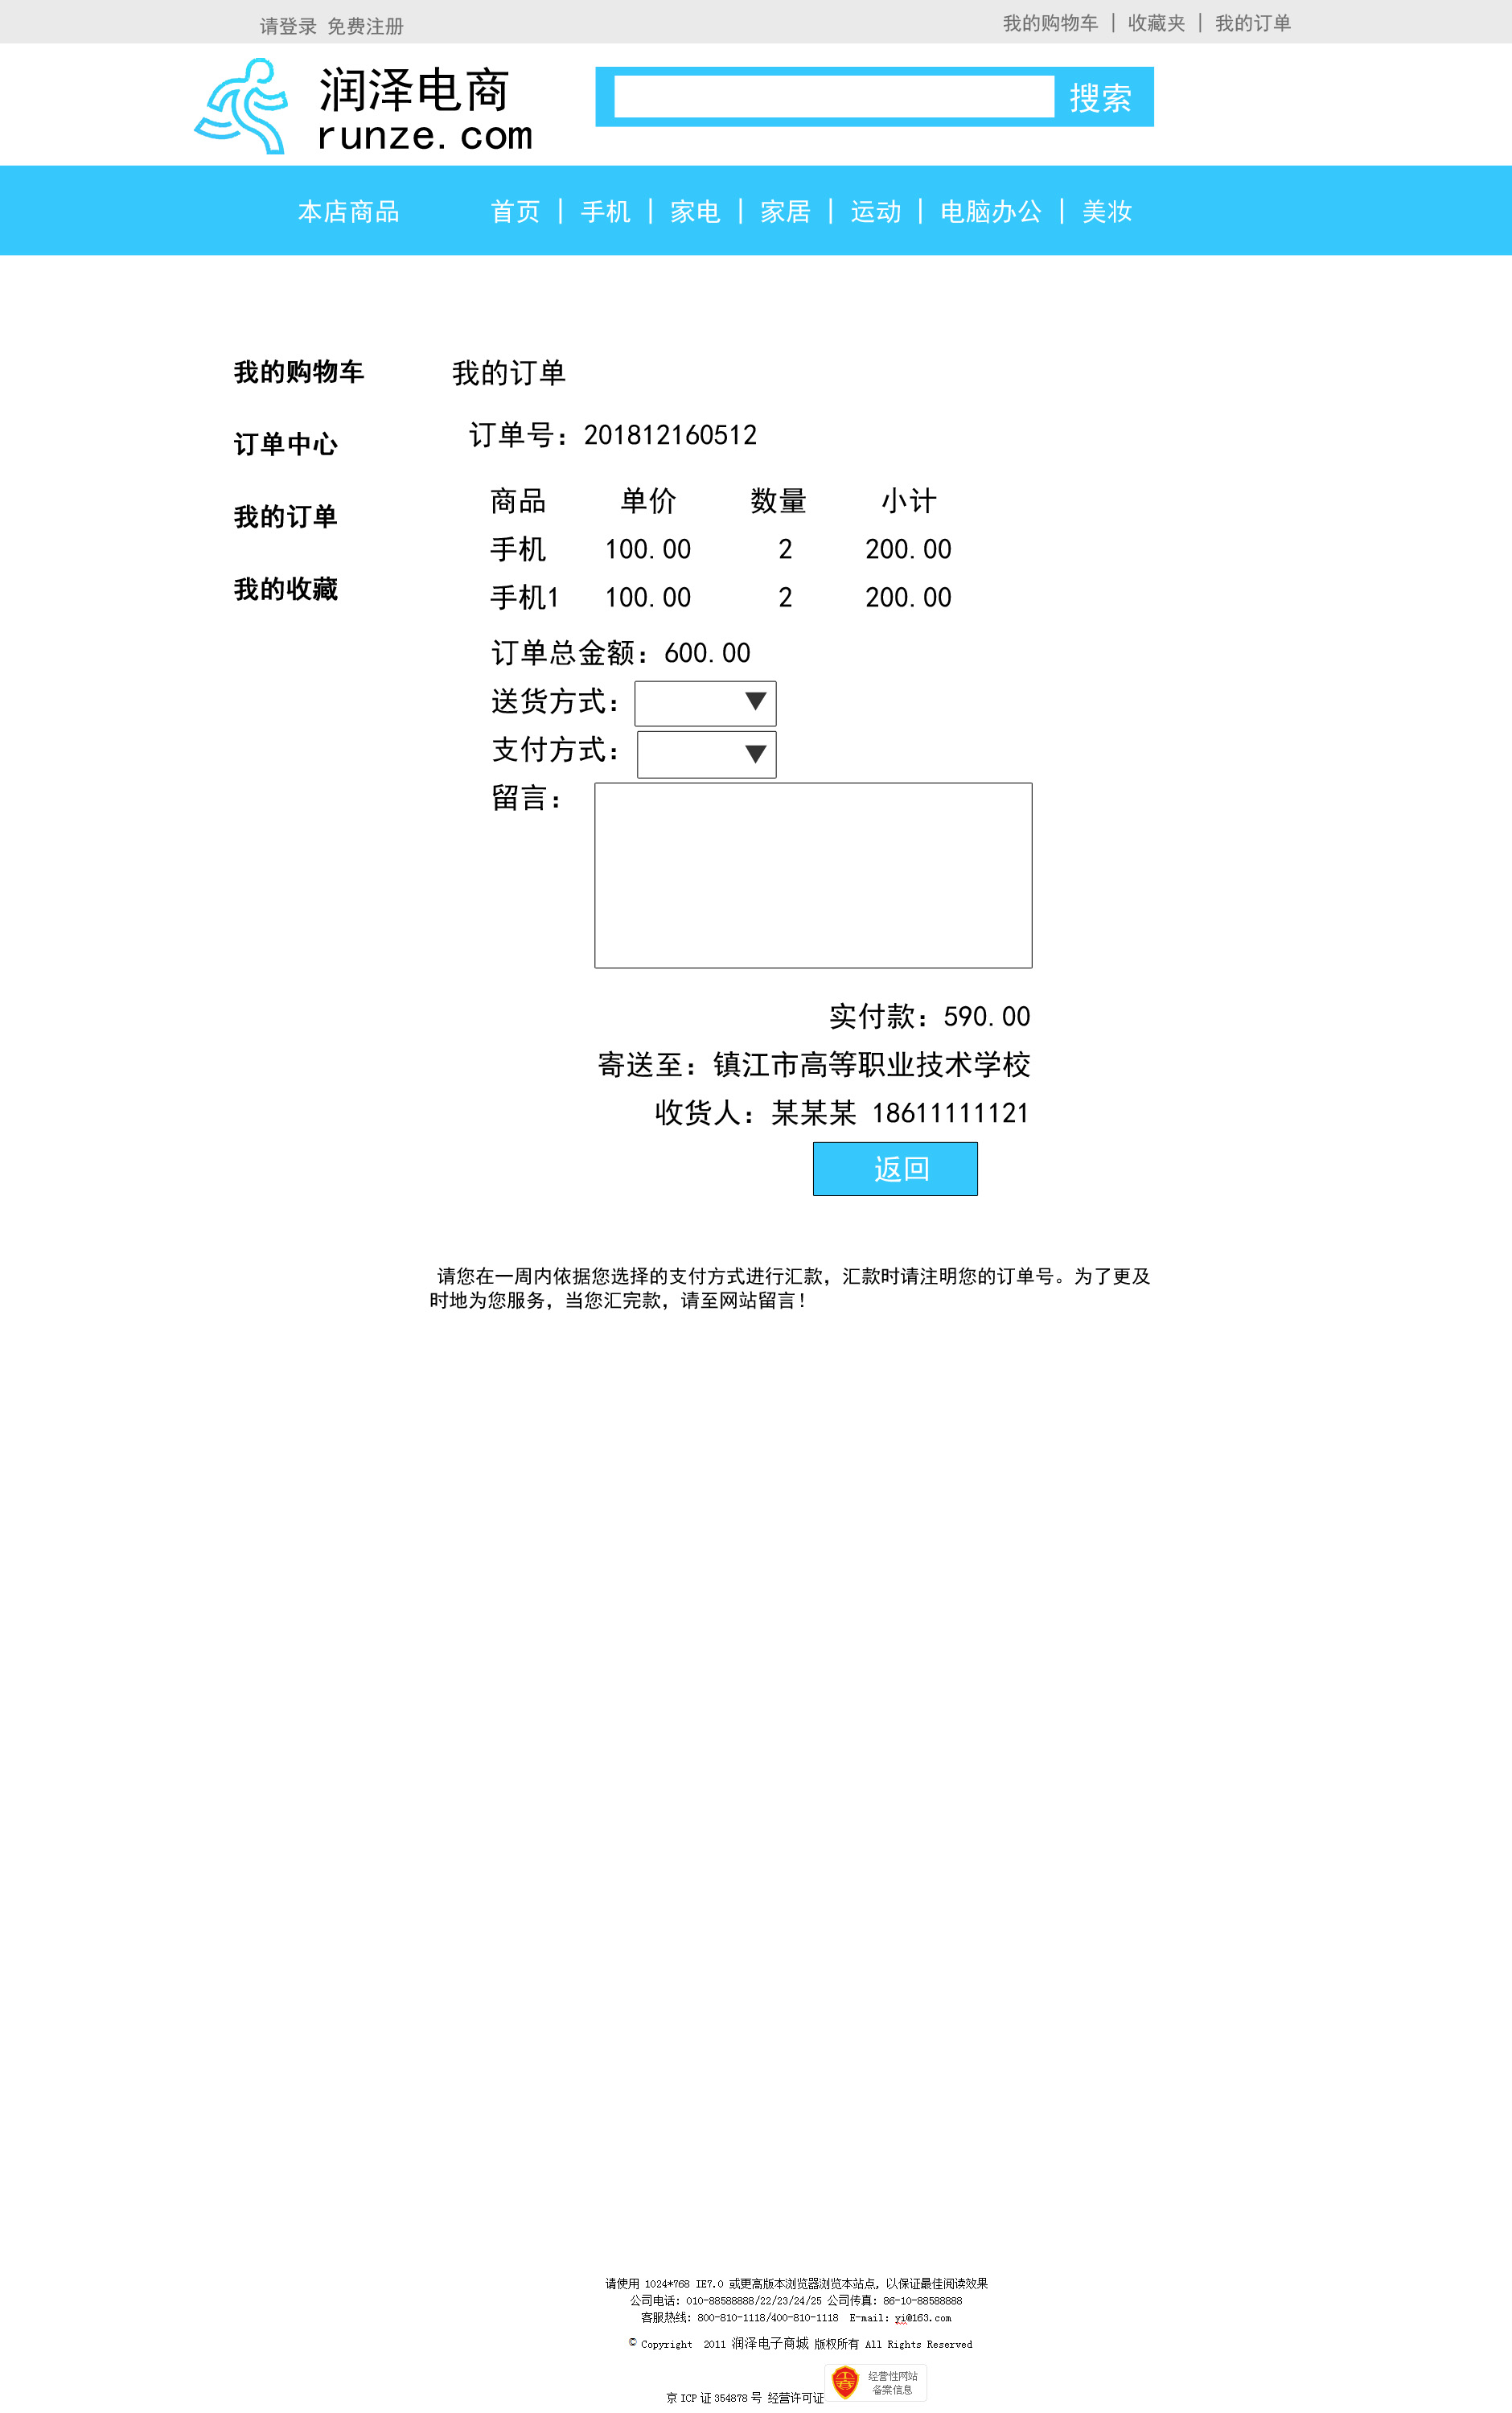 请登录 免费注册
我的购物车 | 收藏夹 | 我的订单
润泽电商
runze.com
搜索
本店商品
首页 | 手机 | 家电 | 家居 | 运动 | 电脑办公 | 美妆
我的购物车
订单中心
我的订单
我的收藏
我的订单
订单号：201812160512
商品 单价 数量 小计
手机 100.00 2 200.00
手机1 100.00 2 200.00
订单总金额：600.00
送货方式：
支付方式：
留言：
实付款：590.00
寄送至：镇江市高等职业技术学校
收货人：某某某 18611111121
返回
请您在一周内依据您选择的支付方式进行汇款，汇款时请注明您的订单号。为了更及
时地为您服务，当您汇完款，请至网站留言！
请使用 1024*768 IE7.0 或更高版本浏览器浏览本站点，以保证最佳阅读效果
公司电话：010-88588888/22/23/24/25 公司传真：86-10-88588888
客服热线：800-810-1118/400-810-1118 E-mail：yi@163.com
© Copyright 2011 润泽电子商城 版权所有 All Rights Reserved
京 ICP 证 354878 号 经营许可证
经营性网站
备案信息